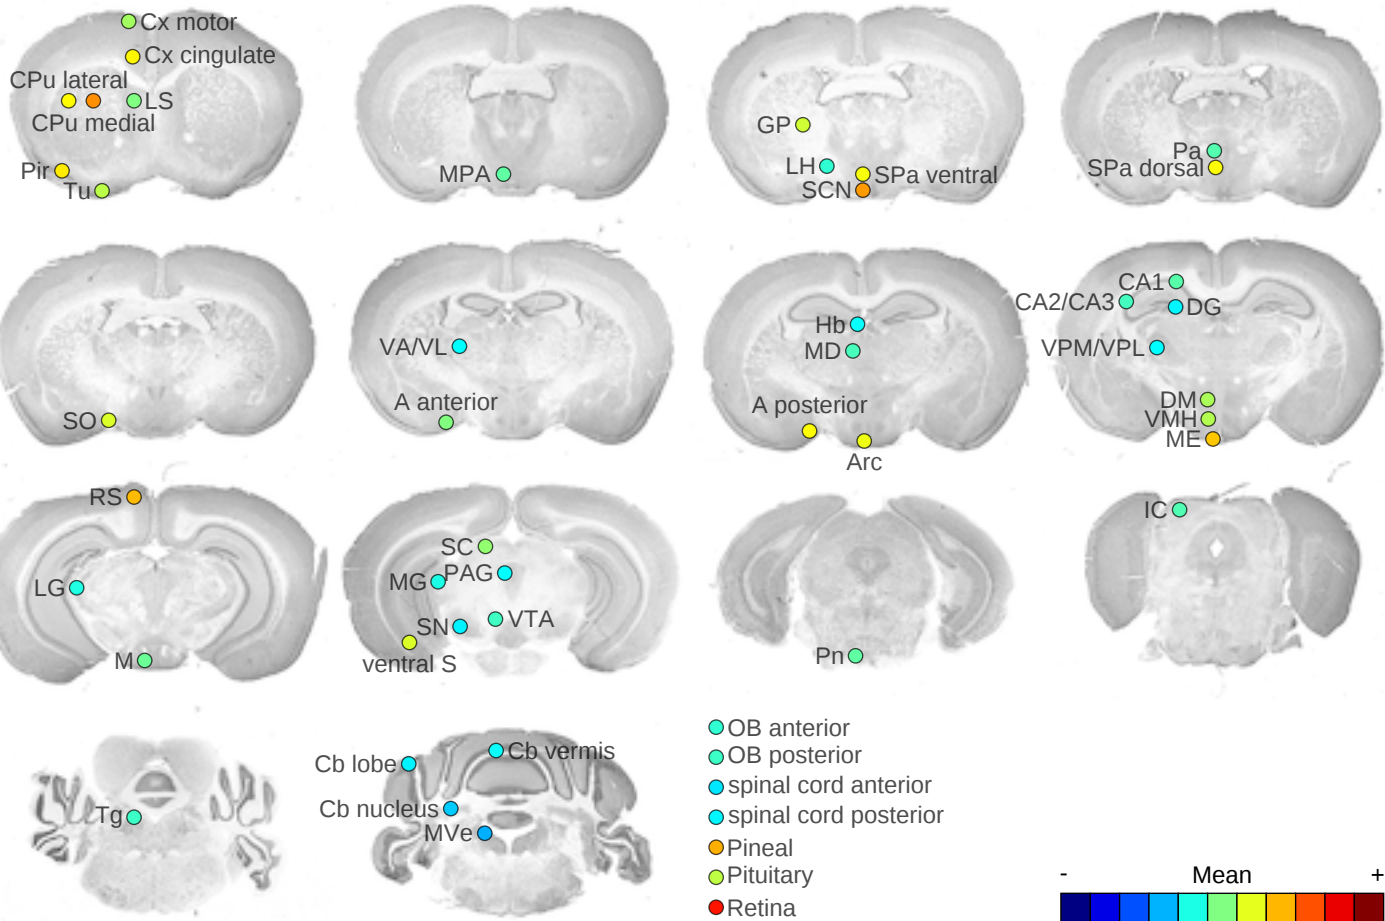 Cx motor
Cx cingulate
CPu lateral
LS
CPu medial
Pir
Tu
MPA
GP
LH
SPa ventral
SCN
Pa
SPa dorsal
SO
VA/VL
A anterior
Hb
MD
A posterior
Arc
CA1
CA2/CA3
DG
VPM/VPL
DM
VMH
ME
RS
LG
M
SC
MG
PAG
SN
VTA
ventral S
Pn
IC
Tg
Cb lobe
Cb vermis
Cb nucleus
MVe
OB anterior
OB posterior
spinal cord anterior
spinal cord posterior
Pineal
Pituitary
Retina
- Mean +